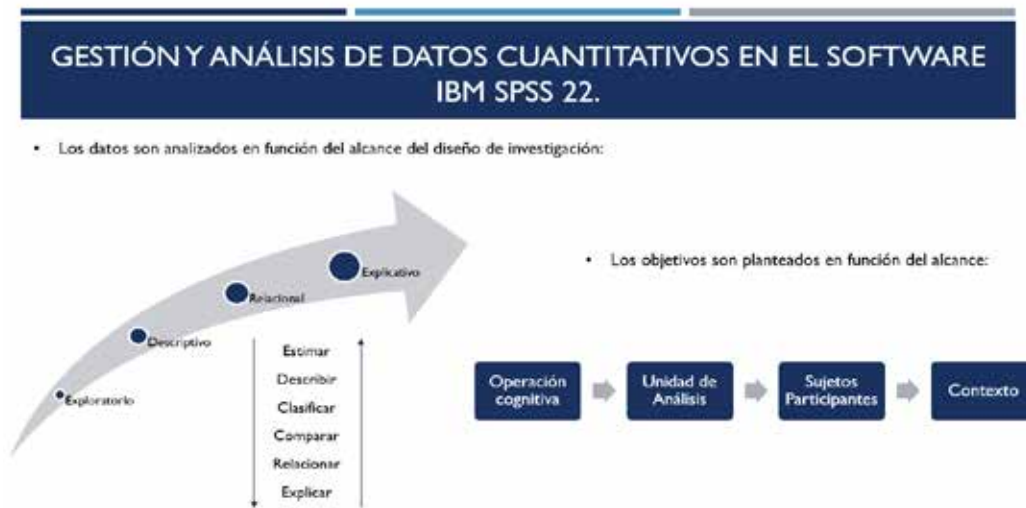 GESTIÓN Y ANÁLISIS DE DATOS CUANTITATIVOS EN EL SOFTWARE
IBM SPSS 22.
• Los datos son analizados en función del alcance del diseño de investigación:
Explicativo
Relacional
Descriptivo
Exploratorio
Estimar
Describir
Clasificar
Comparar
Relacionar
Explicar
• Los objetivos son planteados en función del alcance:
Operación
cognitiva
Unidad de
Análisis
Sujetos
Participantes
Contexto